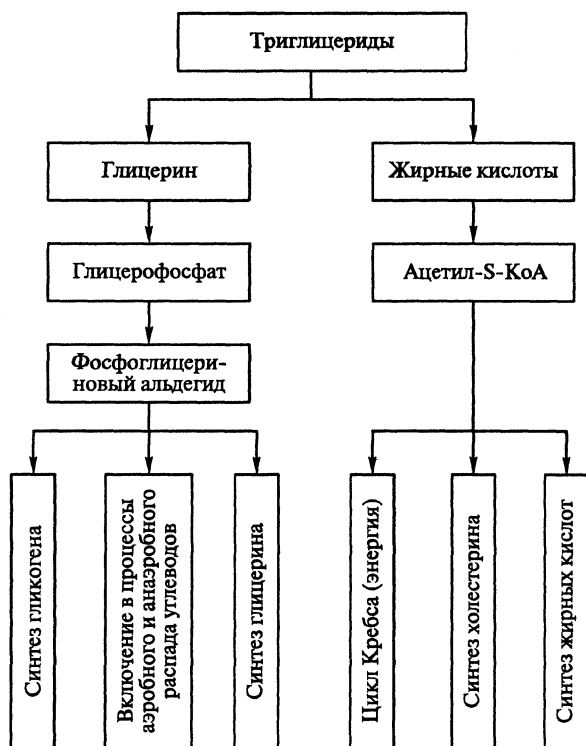 Триглицериды
Глицерин
Жирные кислоты
Глицерофосфат
Ацетил-S-КоА
Фосфоглицери-
новый альдегид
Синтез гликогена
Включение в процессы
аэробного и анаэробного
распада углеводов
Синтез глицерина
Цикл Кребса (энергия)
Синтез холестерина
Синтез жирных кислот